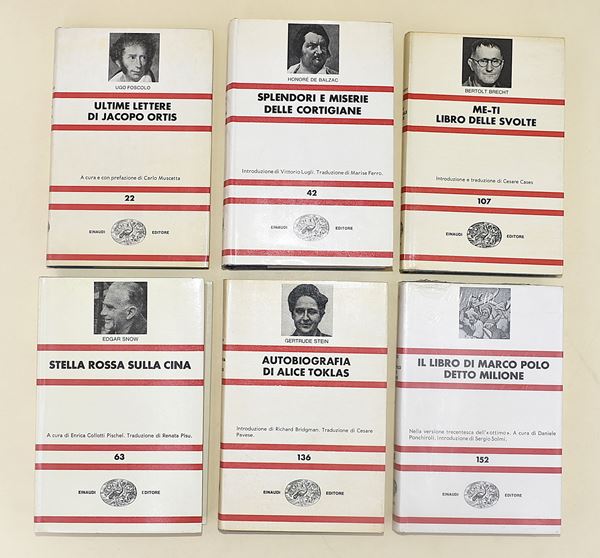 UGO FOSCOLO
ULTIME LETTERE
DI JACOPO ORTIS
A cura e con prefazione di Carlo Muscetta
22
EINAUDI EDITORE
HONORÉ DE BALZAC
SPLENDORI E MISERIE
DELLE CORTIGIANE
Introduzione di Vittorio Lugli. Traduzione di Marise Ferro.
42
EINAUDI EDITORE
BERTOLT BRECHT
ME-TI
LIBRO DELLE SVOLTE
Introduzione e traduzione di Cesare Cases
107
EINAUDI EDITORE
EDGAR SNOW
STELLA ROSSA SULLA CINA
A cura di Enrica Collotti Pischel. Traduzione di Renata Pisu.
63
EINAUDI EDITORE
GERTRUDE STEIN
AUTOBIOGRAFIA
DI ALICE TOKLAS
Introduzione di Richard Bridgman. Traduzione di Cesare
Pavese.
136
EINAUDI EDITORE
IL LIBRO DI MARCO POLO
DETTO MILIONE
Nella versione trecentesca dell'«ottimo». A cura di Daniele
Ponchiroli. Introduzione di Sergio Solmi.
152
EINAUDI EDITORE